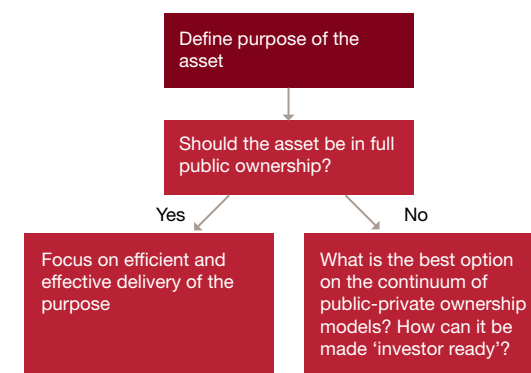 Define purpose of the
asset
Should the asset be in full
public ownership?
Yes
No
Focus on efficient and
effective delivery of the
purpose
What is the best option
on the continuum of
public-private ownership
models? How can it be
made ‘investor ready’?